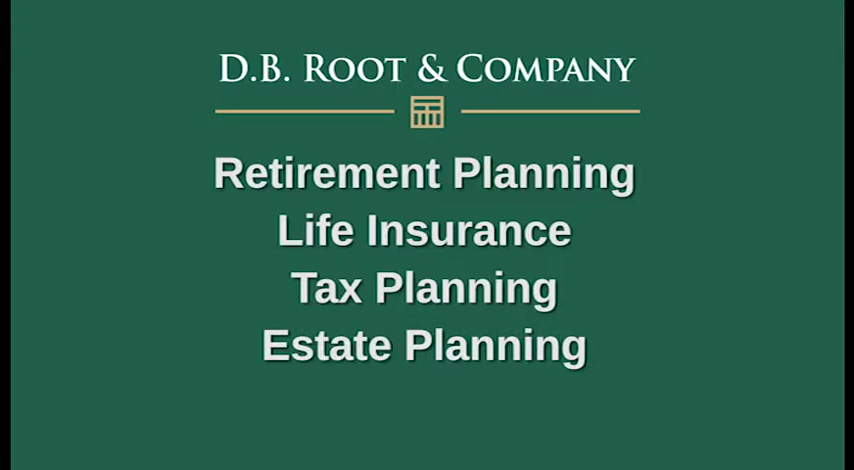 D.B. Root & Company
Retirement Planning
Life Insurance
Tax Planning
Estate Planning